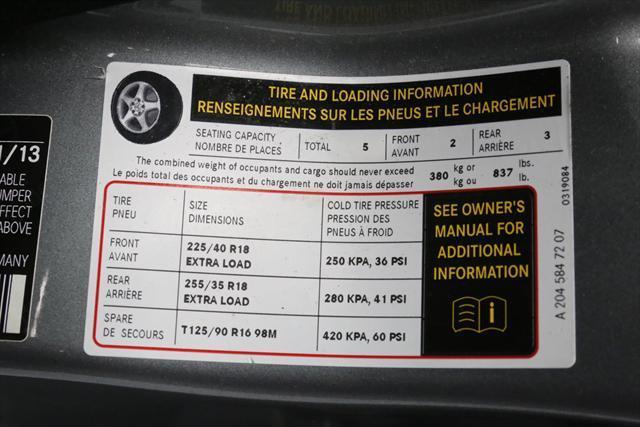 TIRE AND LOADING INFORMATION
RENSEIGNEMENTS SUR LES PNEUS ET LE CHARGEMENT
SEATING CAPACITY
NOMBRE DE PLACES
TOTAL 5
FRONT
AVANT
2
REAR
ARRIÈRE
3
The combined weight of occupants and cargo should never exceed
Le poids total des occupants et du chargement ne doit jamais dépasser
380 kg or
kg ou
837 lbs.
lb.
TIRE
PNEU
SIZE
DIMENSIONS
COLD TIRE PRESSURE
PRESSION DES
PNEUS À FROID
FRONT
AVANT
225/40 R18
EXTRA LOAD
250 KPA, 36 PSI
REAR
ARRIÈRE
255/35 R18
EXTRA LOAD
280 KPA, 41 PSI
SPARE
DE SECOURS
T125/90 R16 98M
420 KPA, 60 PSI
SEE OWNER'S
MANUAL FOR
ADDITIONAL
INFORMATION
i
A 204 584 72 07
0319084
/13
ABLE
UMPER
EFFECT
ABOVE
MANY